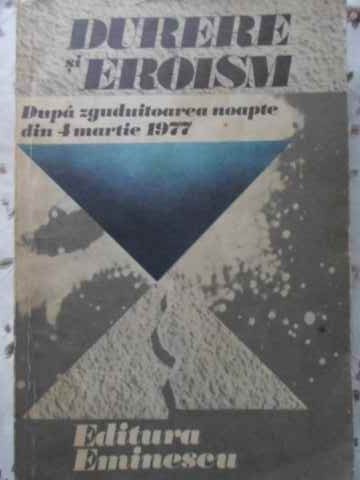 DURERE
și EROISM
După zguduitoarea noapte
din 4 martie 1977
Editura
Eminescu